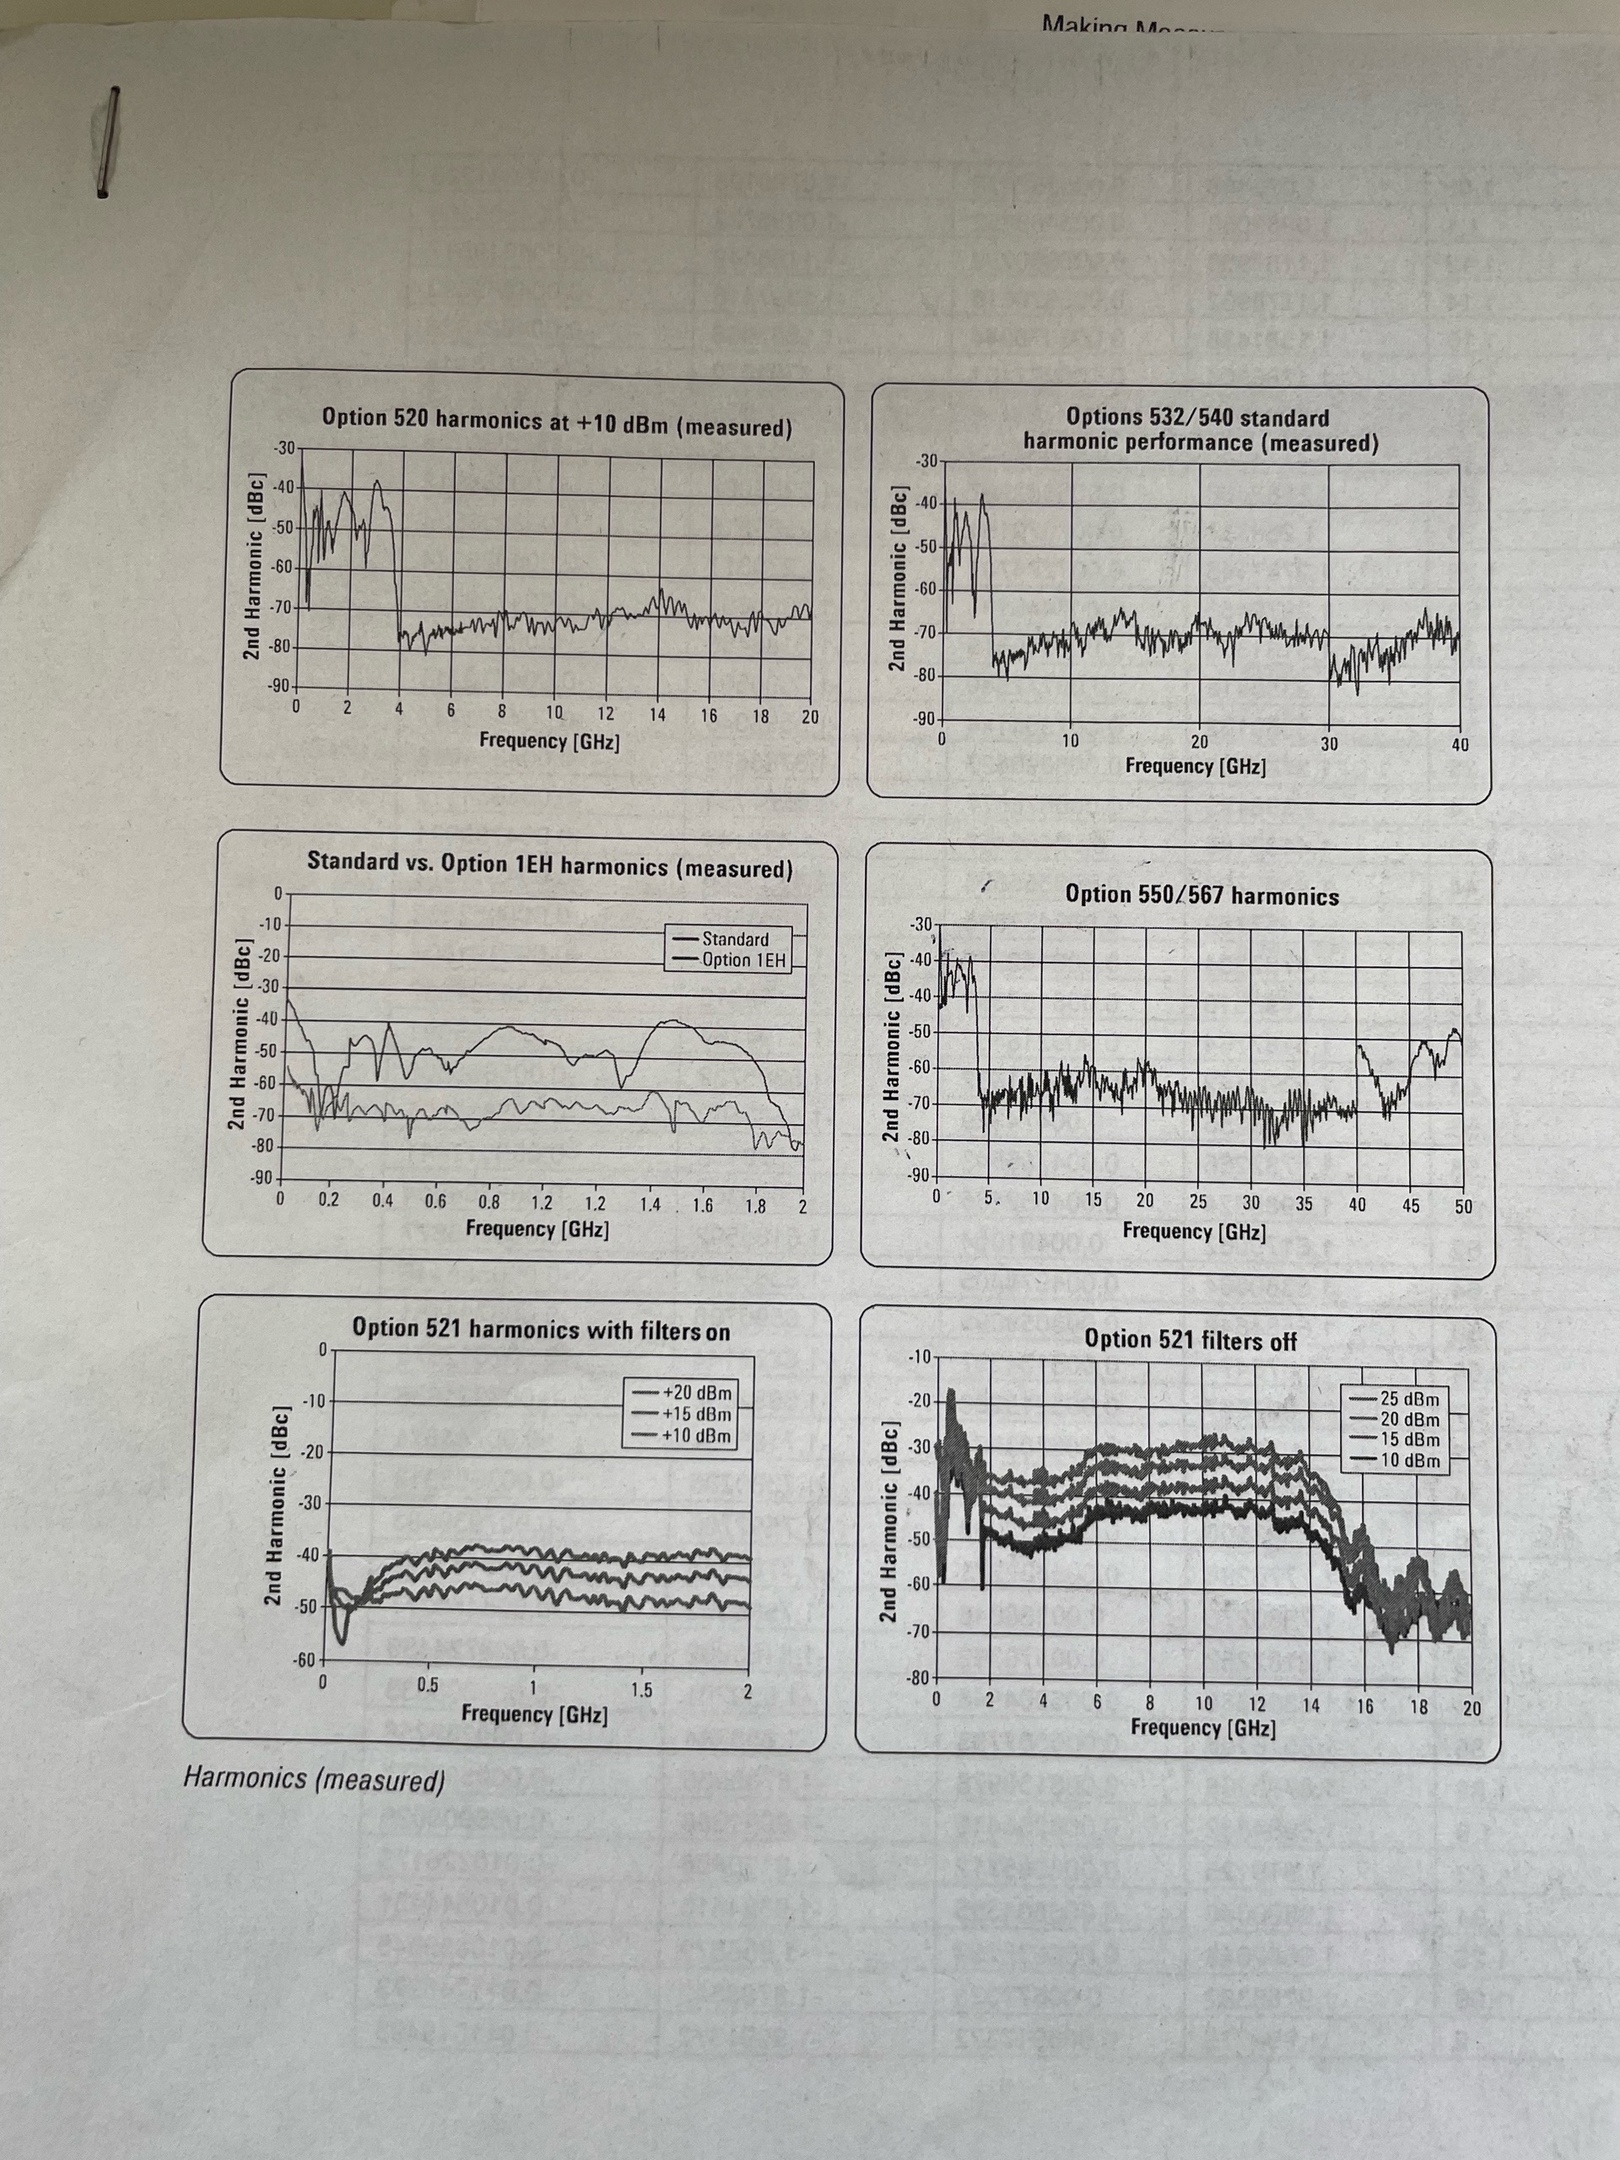 Making
Option 520 harmonics at +10 dBm (measured)
2nd Harmonic [dBc]
-30
-40
-50
-60
-70
-80
-90
0 2 4 6 8 10 12 14 16 18 20
Frequency [GHz]
Options 532/540 standard
harmonic performance (measured)
2nd Harmonic [dBc]
-30
-40
-50
-60
-70
-80
-90
0 10 20 30 40
Frequency [GHz]
Standard vs. Option 1EH harmonics (measured)
2nd Harmonic [dBc]
0
-10
-20
-30
-40
-50
-60
-70
-80
-90
Standard
Option 1EH
0 0.2 0.4 0.6 0.8 1.2 1.2 1.4 1.6 1.8 2
Frequency [GHz]
Option 550/567 harmonics
2nd Harmonic [dBc]
-30
-40
-40
-50
-60
-70
-80
-90
0 5 10 15 20 25 30 35 40 45 50
Frequency [GHz]
Option 521 harmonics with filters on
2nd Harmonic [dBc]
0
-10
-20
-30
-40
-50
-60
+20 dBm
+15 dBm
+10 dBm
0 0.5 1 1.5 2
Frequency [GHz]
Option 521 filters off
2nd Harmonic [dBc]
-10
-20
-30
-40
-50
-60
-70
-80
25 dBm
20 dBm
15 dBm
10 dBm
0 2 4 6 8 10 12 14 16 18 20
Frequency [GHz]
Harmonics (measured)